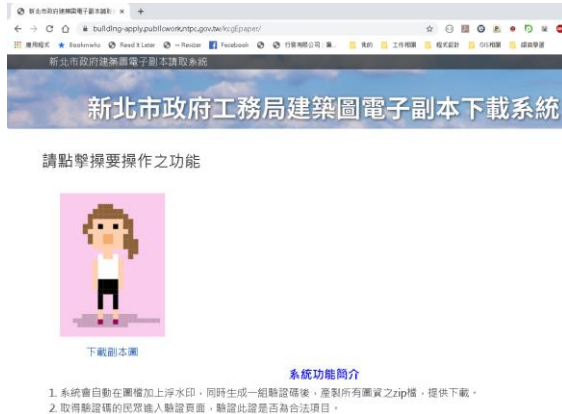 新北市政府建築圖電子副本讀取
building-apply.publicwork.ntpc.gov.tw/kcgEpaper/
應用程式 Bookmarks Read It Later -- Resizer Facebook
新北市政府建築圖電子副本讀取系統
新北市政府工務局建築圖電子副本下載系統
請點擊操要操作之功能
下載副本圖
系統功能簡介
1. 系統會自動在圖檔加上浮水印，同時生成一組驗證碼後，產製所有圖資之zip檔，提供下載。
2. 取得驗證碼的民眾進入驗證頁面，驗證此證是否為合法項目。